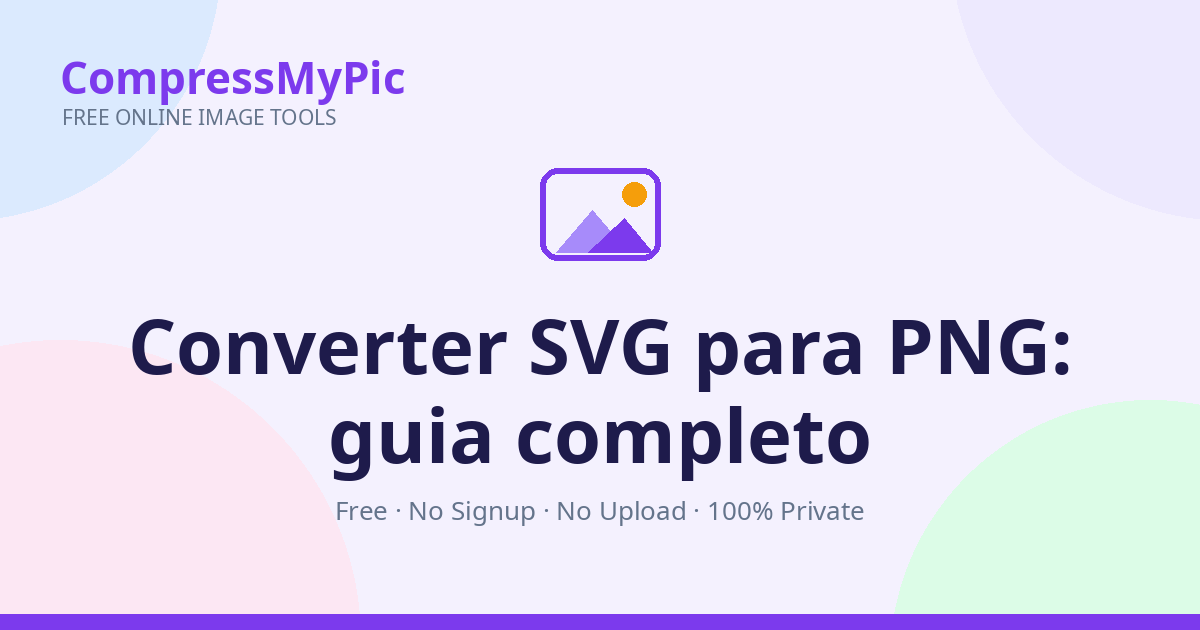 CompressMyPic
FREE ONLINE IMAGE TOOLS
Converter SVG para PNG:
guia completo
Free · No Signup · No Upload · 100% Private